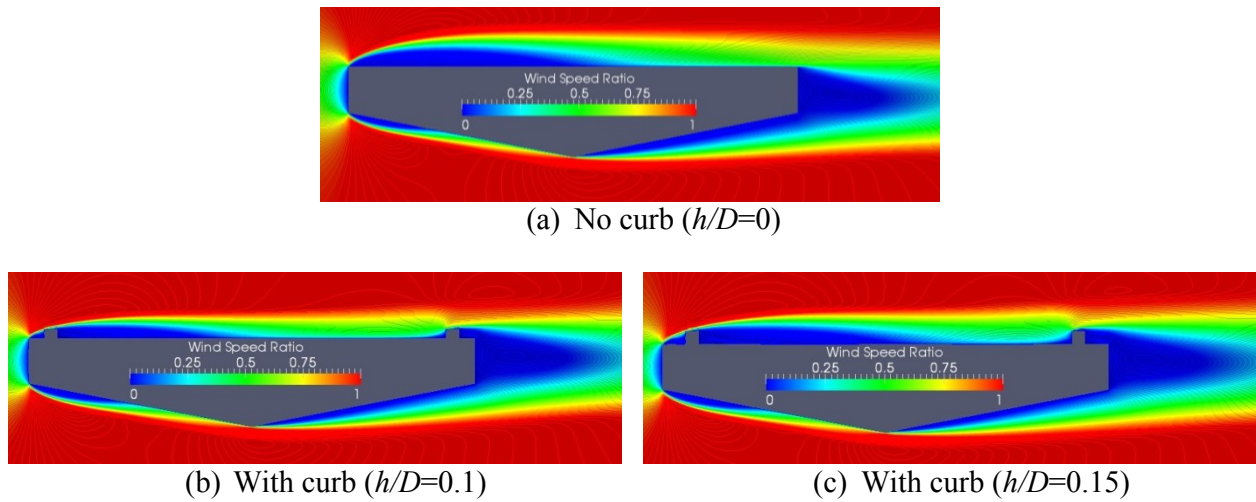 Wind Speed Ratio
0.25 0.5 0.75
0 1
(a) No curb (h/D=0)
Wind Speed Ratio
0.25 0.5 0.75
0 1
(b) With curb (h/D=0.1)
Wind Speed Ratio
0.25 0.5 0.75
0 1
(c) With curb (h/D=0.15)